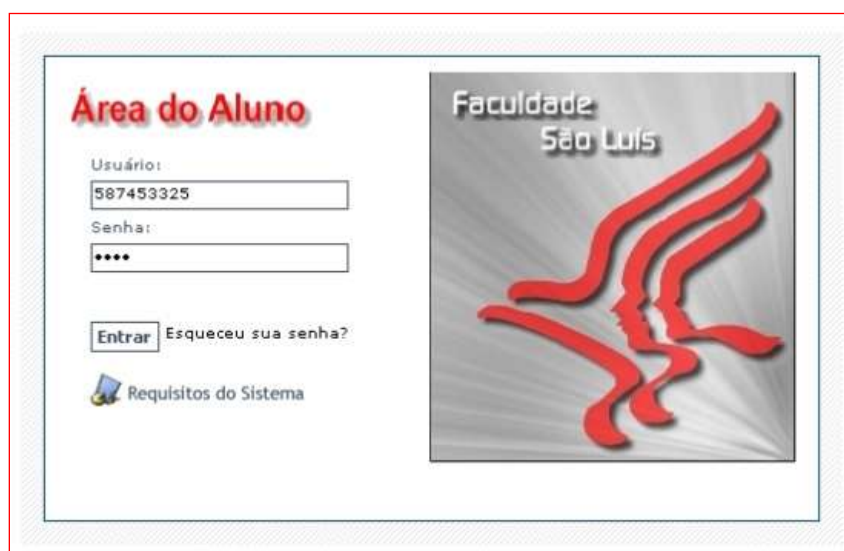 Área do Aluno
Usuário:
587453325
Senha:
••••
Entrar Esqueceu sua senha?
Requisitos do Sistema
Faculdade
São Luís